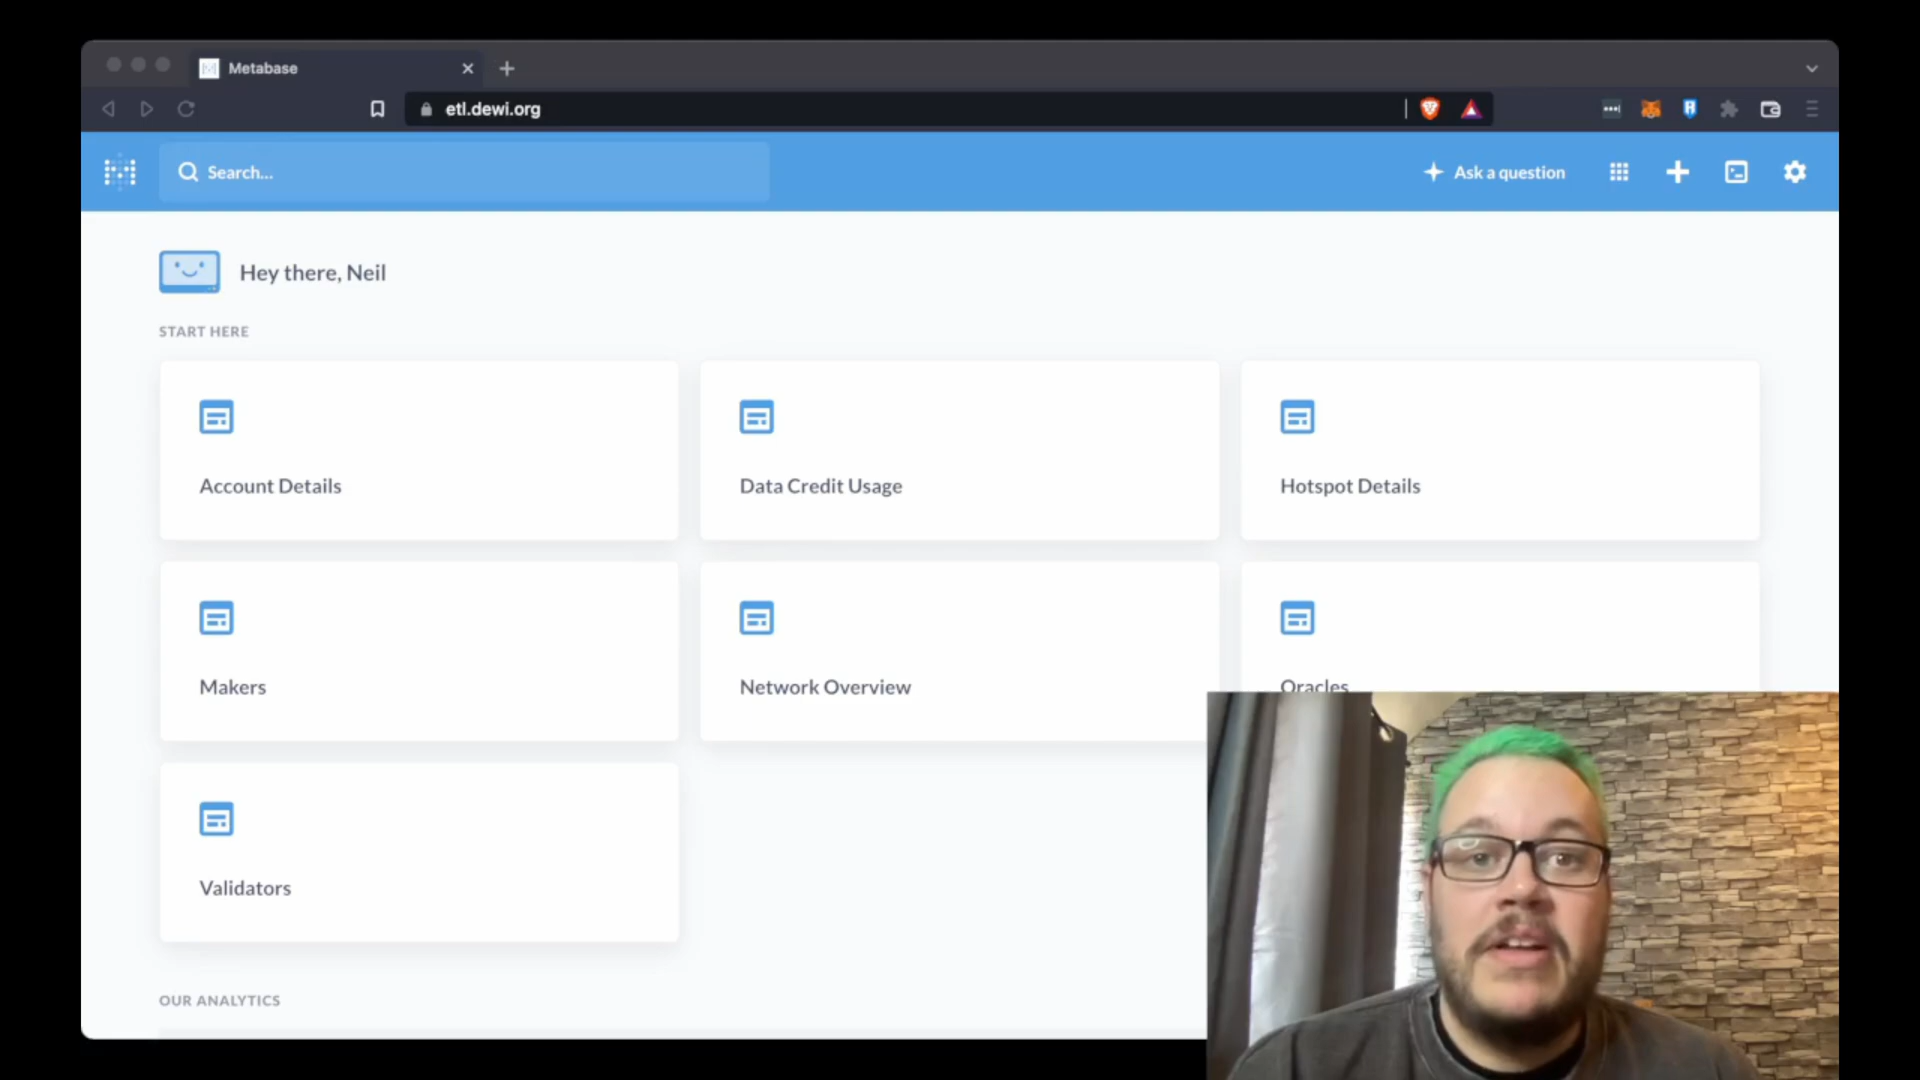 Metabase
etl.dewi.org
Search...
Ask a question
Hey there, Neil
START HERE
Account Details
Data Credit Usage
Hotspot Details
Makers
Network Overview
Oracles
Validators
OUR ANALYTICS